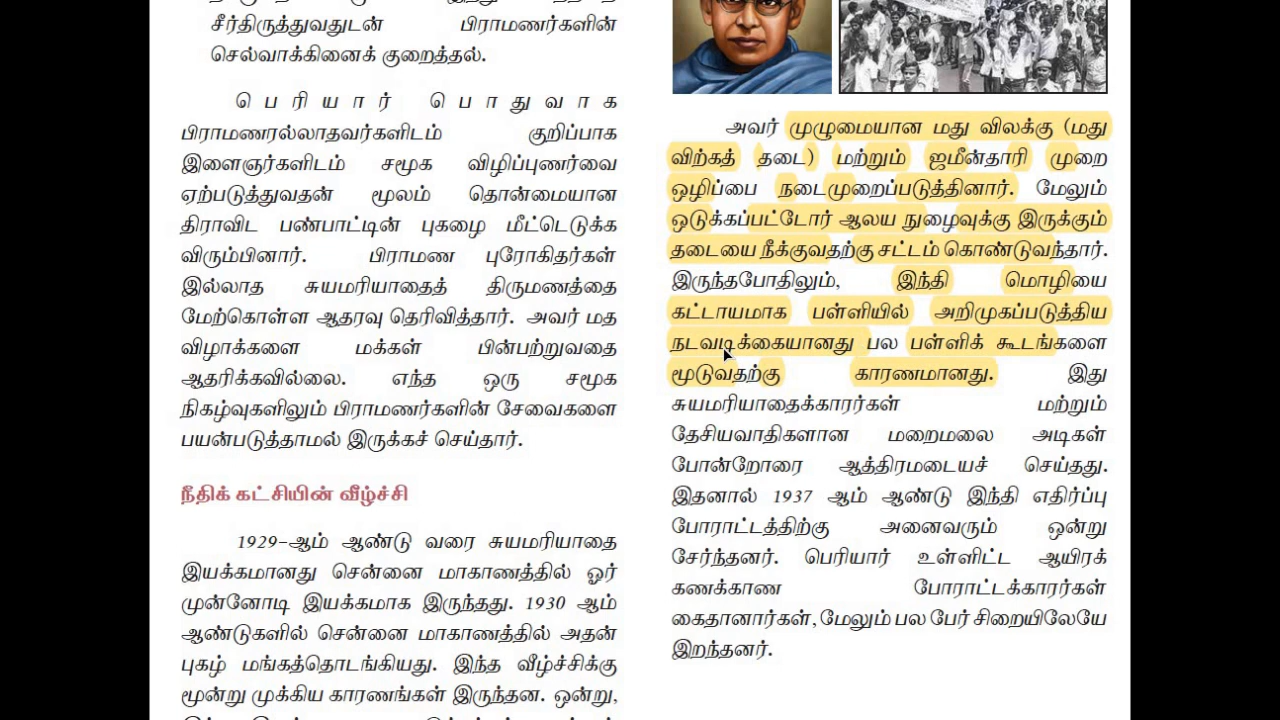 சீர்திருத்துவதுடன் பிராமணர்களின்
செல்வாக்கினைக் குறைத்தல்.
பெரியார் பொதுவாக
பிராமணரல்லாதவர்களிடம் குறிப்பாக
இளைஞர்களிடம் சமூக விழிப்புணர்வை
ஏற்படுத்துவதன் மூலம் தொன்மையான
திராவிட பண்பாட்டின் புகழை மீட்டெடுக்க
விரும்பினார். பிராமண புரோகிதர்கள்
இல்லாத சுயமரியாதைத் திருமணத்தை
மேற்கொள்ள ஆதரவு தெரிவித்தார். அவர் மத
விழாக்களை மக்கள் பின்பற்றுவதை
ஆதரிக்கவில்லை. எந்த ஒரு சமூக
நிகழ்வுகளிலும் பிராமணர்களின் சேவைகளை
பயன்படுத்தாமல் இருக்கச் செய்தார்.
நீதிக் கட்சியின் வீழ்ச்சி
1929-ஆம் ஆண்டு வரை சுயமரியாதை
இயக்கமானது சென்னை மாகாணத்தில் ஓர்
முன்னோடி இயக்கமாக இருந்தது. 1930 ஆம்
ஆண்டுகளில் சென்னை மாகாணத்தில் அதன்
புகழ் மங்கத்தொடங்கியது. இந்த வீழ்ச்சிக்கு
மூன்று முக்கிய காரணங்கள் இருந்தன. ஒன்று,
அவர் முழுமையான மது விலக்கு (மது
விற்கத் தடை) மற்றும் ஜமீன்தாரி முறை
ஒழிப்பை நடைமுறைப்படுத்தினார். மேலும்
ஒடுக்கப்பட்டோர் ஆலய நுழைவுக்கு இருக்கும்
தடையை நீக்குவதற்கு சட்டம் கொண்டுவந்தார்.
இருந்தபோதிலும், இந்தி மொழியை
கட்டாயமாக பள்ளியில் அறிமுகப்படுத்திய
நடவடிக்கையானது பல பள்ளிக் கூடங்களை
மூடுவதற்கு காரணமானது. இது
சுயமரியாதைக்காரர்கள் மற்றும்
தேசியவாதிகளான மறைமலை அடிகள்
போன்றோரை ஆத்திரமடையச் செய்தது.
இதனால் 1937 ஆம் ஆண்டு இந்தி எதிர்ப்பு
போராட்டத்திற்கு அனைவரும் ஒன்று
சேர்ந்தனர். பெரியார் உள்ளிட்ட ஆயிரக்
கணக்காண போராட்டக்காரர்கள்
கைதானார்கள், மேலும் பல பேர் சிறையிலேயே
இறந்தனர்.